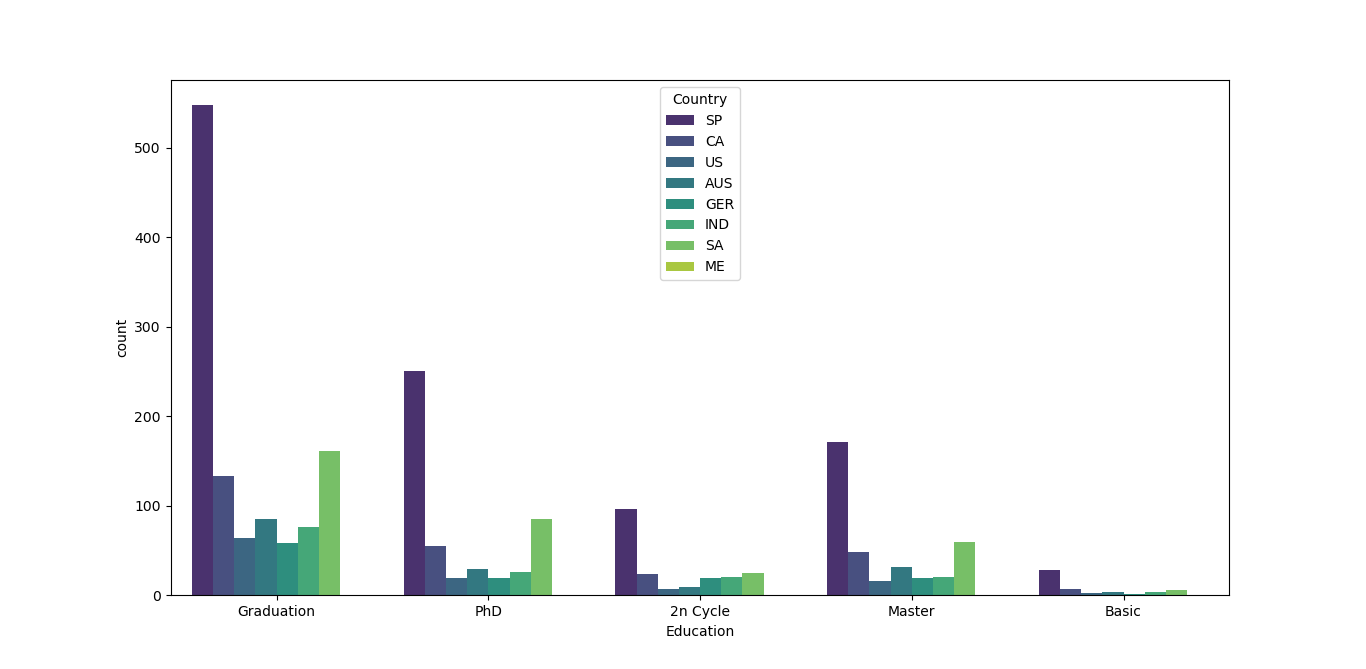 Country
SP
CA
US
AUS
GER
IND
SA
ME
500
400
300
200
100
0
count
Graduation PhD 2n Cycle Master Basic
Education